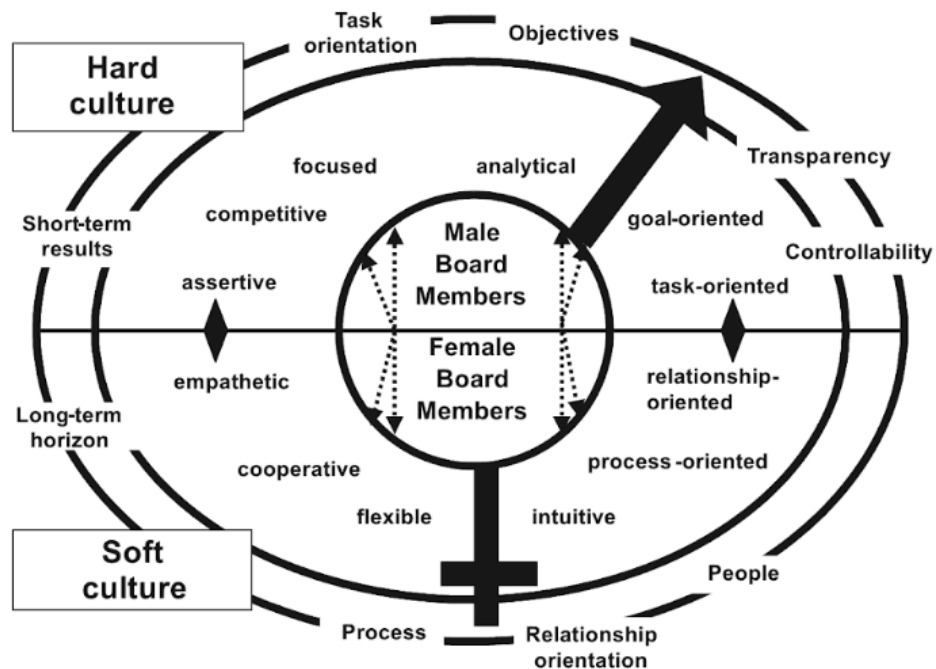 Task
orientation
Objectives
Hard
culture
Transparency
focused
analytical
competitive
goal-oriented
Short-term
results
Male
Board
Members
Controllability
assertive
task-oriented
Female
Board
Members
empathetic
relationship-
oriented
Long-term
horizon
cooperative
process-oriented
flexible
intuitive
Soft
culture
People
Process
Relationship
orientation